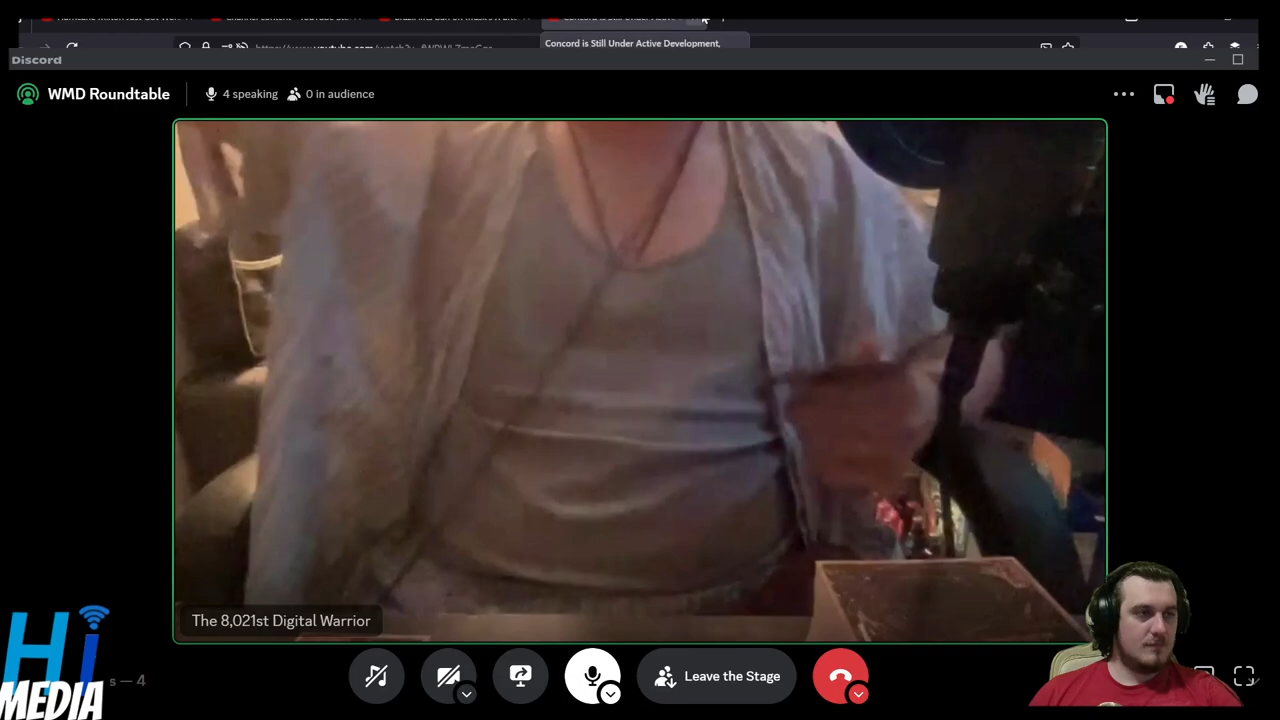 Concord is Still Under Active Development,
Discord
WMD Roundtable
4 speaking
0 in audience
The 8,021st Digital Warrior
Leave the Stage
Hi
MEDIA
s — 4